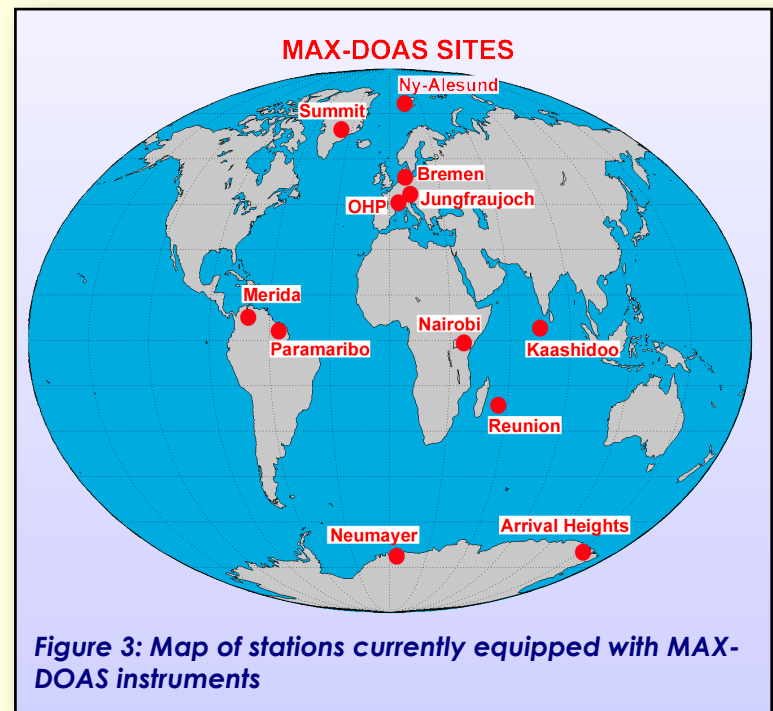 MAX-DOAS SITES
Ny-Alesund
Summit
Bremen
Jungfraujoch
OHP
Merida
Nairobi
Paramaribo
Kaashidoo
Reunion
Neumayer
Arrival Heights
Figure 3: Map of stations currently equipped with MAX-
DOAS instruments